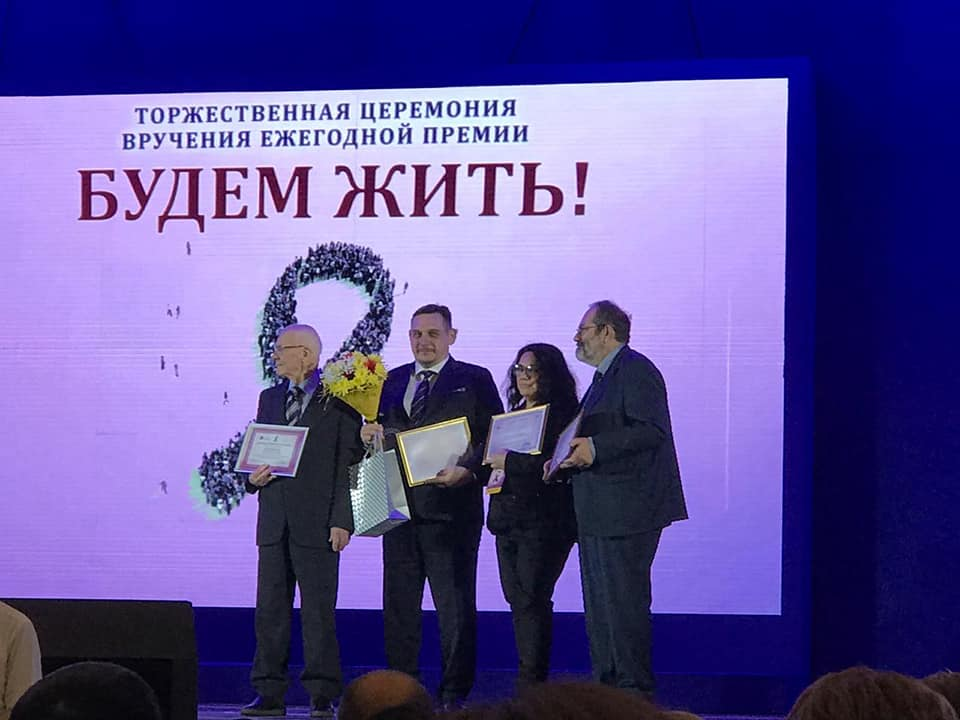 ТОРЖЕСТВЕННАЯ ЦЕРЕМОНИЯ
ВРУЧЕНИЯ ЕЖЕГОДНОЙ ПРЕМИИ
БУДЕМ ЖИТЬ!